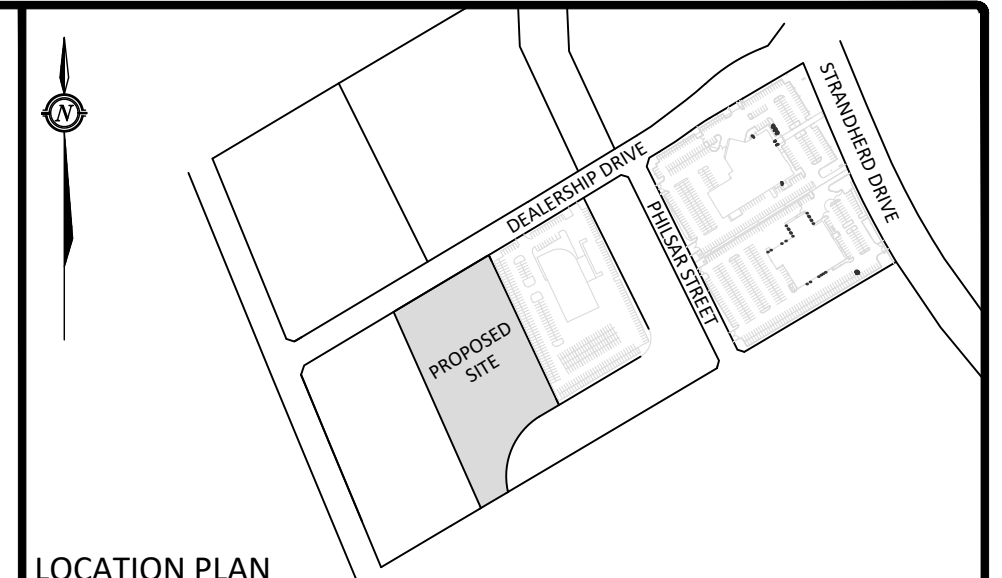 N
STRANDHERD DRIVE
DEALERSHIP DRIVE
PHILSAR STREET
PROPOSED
SITE
LOCATION PLAN